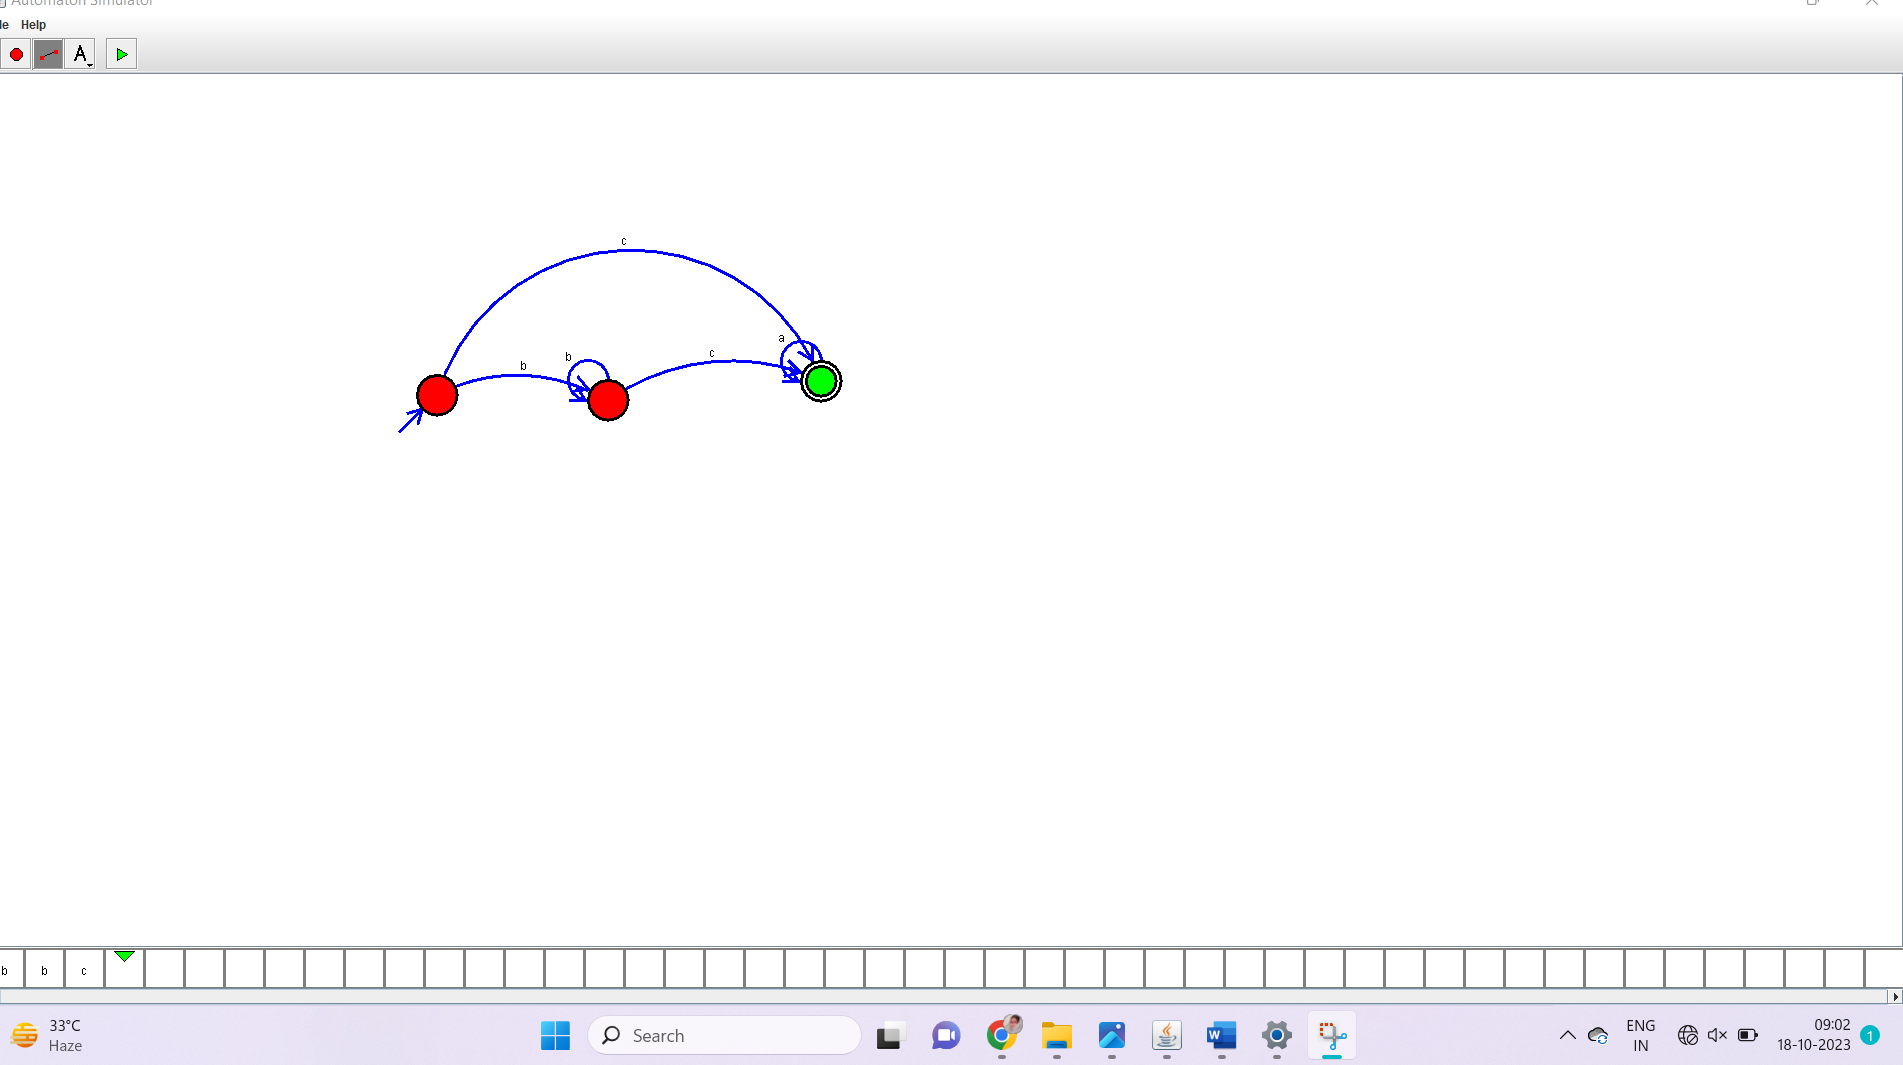 Automaton Simulator
le Help
A
c
a
c
b
b
b b c
33°C
Haze
Search
ENG
IN
09:02
18-10-2023
1